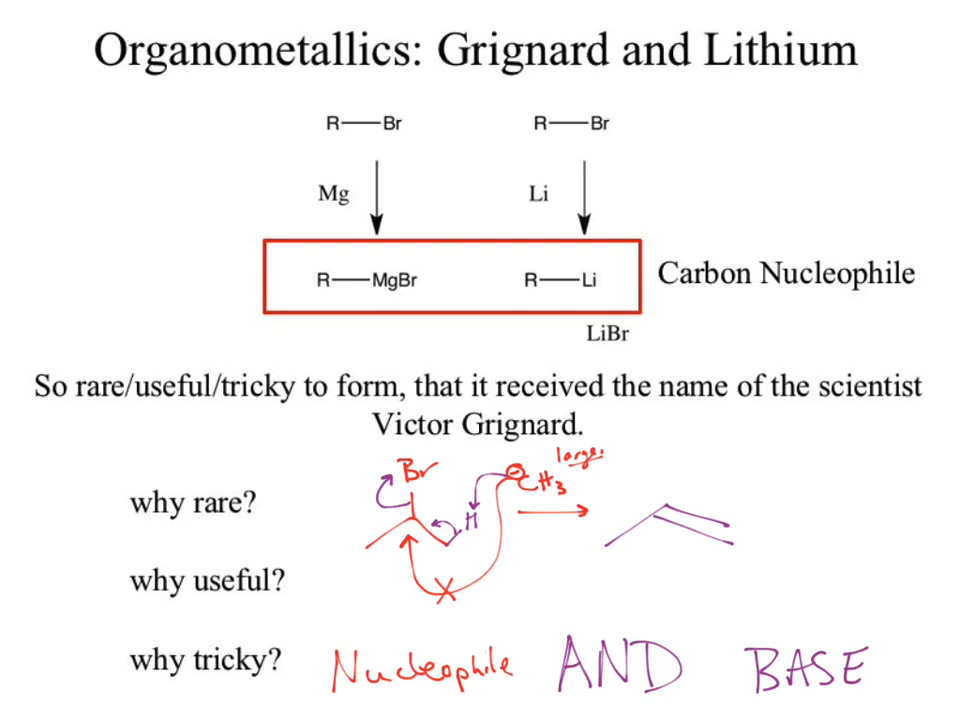 Organometallics: Grignard and Lithium
R—Br R—Br
Mg Li
R—MgBr R—Li Carbon Nucleophile
LiBr
So rare/useful/tricky to form, that it received the name of the scientist
Victor Grignard.
large
Br ⊖CH3
why rare? H
why useful?
why tricky? Nucleophile AND BASE